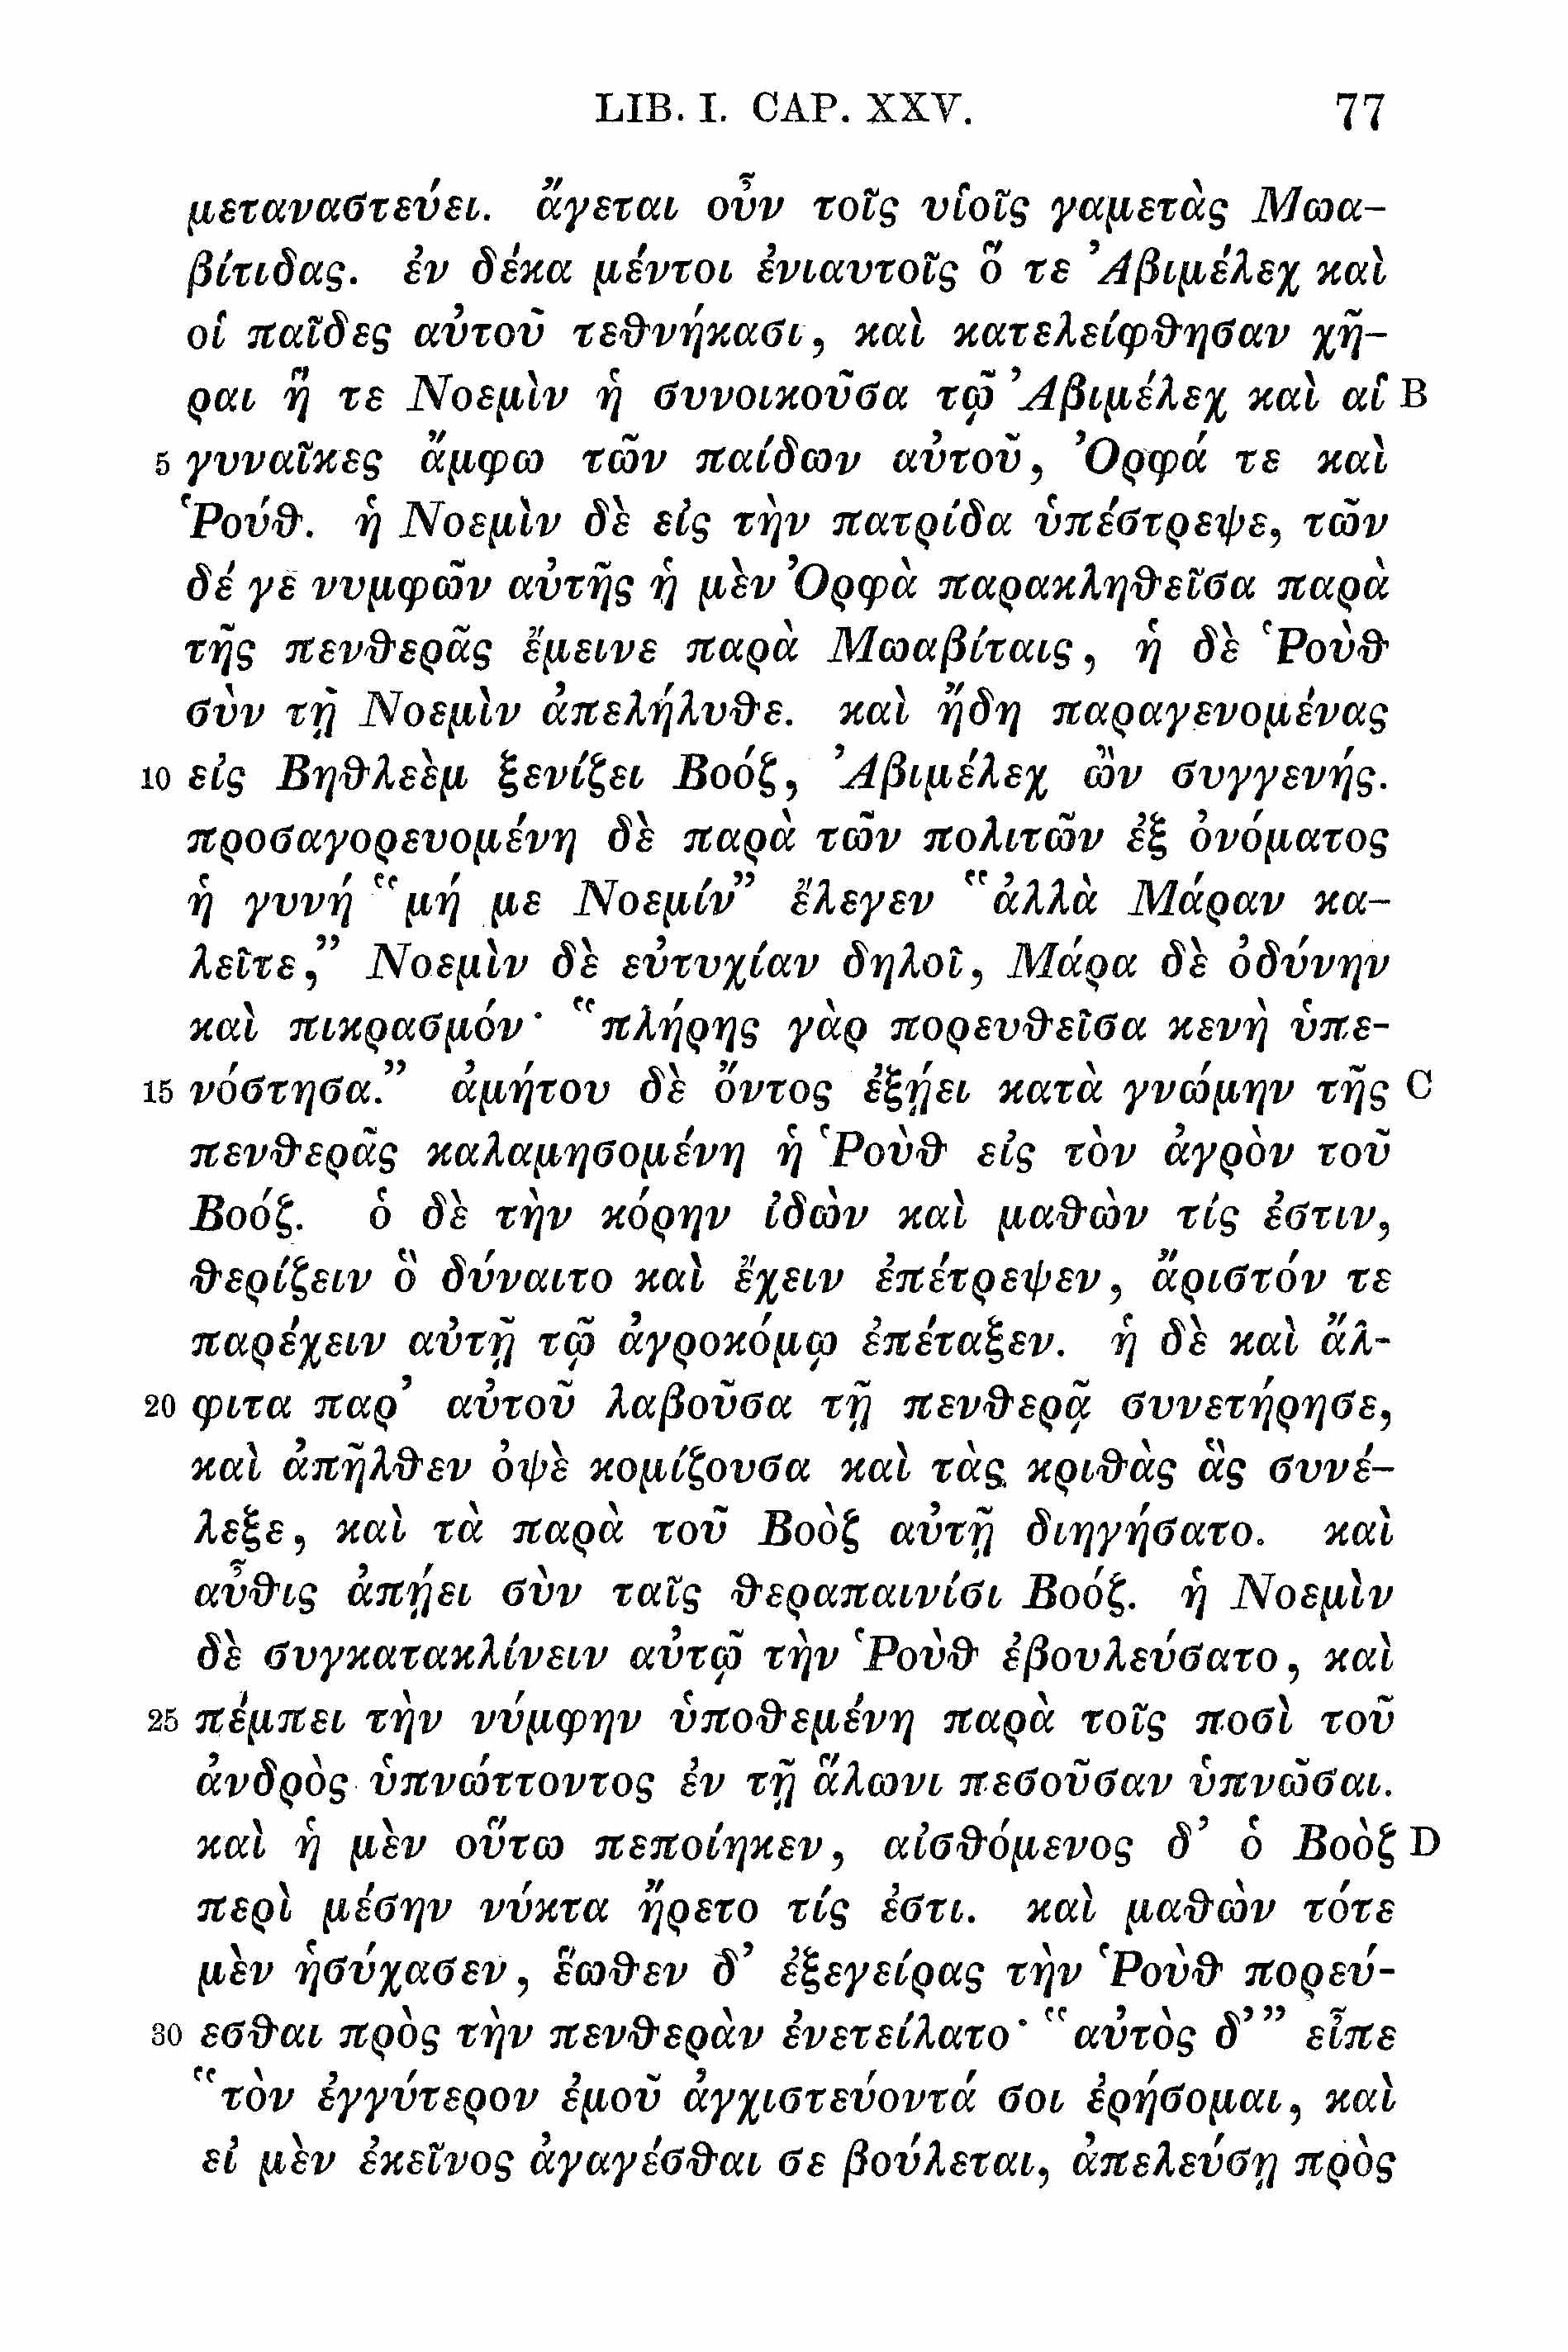 LIB. I. CAP. XXV. 77
μεταναστεύει. ἄγεται οὖν τοῖς υἱοῖς γαμετὰς Μωα-
βίτιδας. ἐν δέκα μέντοι ἐνιαυτοῖς ὅ τε Ἀβιμέλεχ καὶ
οἱ παῖδες αὐτοῦ τεθνήκασι, καὶ κατελείφθησαν χῆ-
ραι ἥ τε Νοεμὶν ἡ συνοικοῦσα τῷ Ἀβιμέλεχ καὶ αἱ B
5 γυναῖκες ἄμφω τῶν παίδων αὐτοῦ, Ὀρφά τε καὶ
Ῥούθ. ἡ Νοεμὶν δὲ εἰς τὴν πατρίδα ὑπέστρεψε, τῶν
δέ γε νυμφῶν αὐτῆς ἡ μὲν Ὀρφὰ παρακληθεῖσα παρὰ
τῆς πενθερᾶς ἔμεινε παρὰ Μωαβίταις, ἡ δὲ Ῥοὺθ
σὺν τῇ Νοεμὶν ἀπελήλυθε. καὶ ἤδη παραγενομένας
10 εἰς Βηθλεὲμ ξενίζει Βοόζ, Ἀβιμέλεχ ὢν συγγενής.
προσαγορευομένη δὲ παρὰ τῶν πολιτῶν ἐξ ὀνόματος
ἡ γυνή “μή με Νοεμίν” ἔλεγεν “ἀλλὰ Μάραν κα-
λεῖτε,” Νοεμὶν δὲ εὐτυχίαν δηλοῖ, Μάρα δὲ ὀδύνην
καὶ πικρασμόν· “πλήρης γὰρ πορευθεῖσα κενὴ ὑπε-
15 νόστησα.” ἀμήτου δὲ ὄντος ἐξῄει κατὰ γνώμην τῆς C
πενθερᾶς καλαμησομένη ἡ Ῥοὺθ εἰς τὸν ἀγρὸν τοῦ
Βοόζ. ὁ δὲ τὴν κόρην ἰδὼν καὶ μαθὼν τίς ἐστιν,
θερίζειν ὃ δύναιτο καὶ ἔχειν ἐπέτρεψεν, ἄριστόν τε
παρέχειν αὐτῇ τῷ ἀγροκόμῳ ἐπέταξεν. ἡ δὲ καὶ ἄλ-
20 φιτα παρ’ αὐτοῦ λαβοῦσα τῇ πενθερᾷ συνετήρησε,
καὶ ἀπῆλθεν ὀψὲ κομίζουσα καὶ τὰς κριθὰς ἃς συνέ-
λεξε, καὶ τὰ παρὰ τοῦ Βοὸζ αὐτῇ διηγήσατο. καὶ
αὖθις ἀπῄει σὺν ταῖς θεραπαινίσι Βοόζ. ἡ Νοεμὶν
δὲ συγκατακλίνειν αὐτῷ τὴν Ῥοὺθ ἐβουλεύσατο, καὶ
25 πέμπει τὴν νύμφην ὑποθεμένη παρὰ τοῖς ποσὶ τοῦ
ἀνδρὸς ὑπνώττοντος ἐν τῇ ἅλωνι πεσοῦσαν ὑπνῶσαι.
καὶ ἡ μὲν οὕτω πεποίηκεν, αἰσθόμενος δ’ ὁ Βοὸζ D
περὶ μέσην νύκτα ἤρετο τίς ἐστι. καὶ μαθὼν τότε
μὲν ἡσύχασεν, ἕωθεν δ’ ἐξεγείρας τὴν Ῥοὺθ πορεύ-
30 εσθαι πρὸς τὴν πενθερὰν ἐνετείλατο· “αὐτὸς δ’” εἶπε
“τὸν ἐγγύτερον ἐμοῦ ἀγχιστεύοντά σοι ἐρήσομαι, καὶ
εἰ μὲν ἐκεῖνος ἀγαγέσθαι σε βούλεται, ἀπελεύσῃ πρὸς